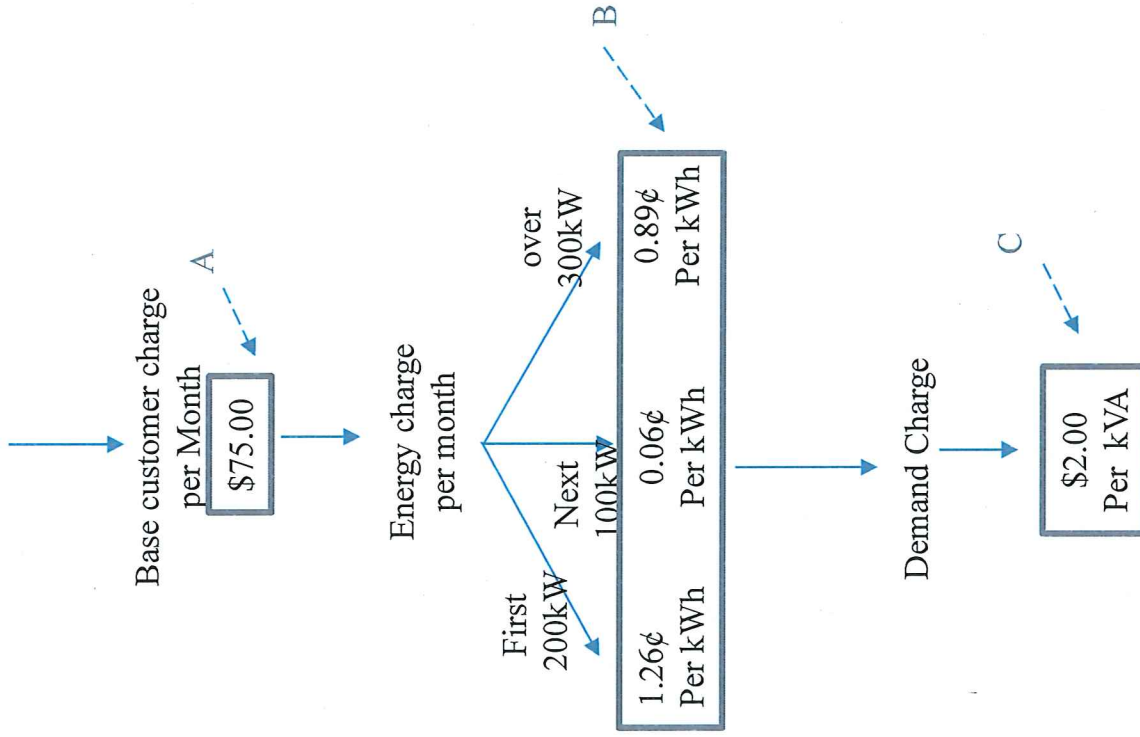 Base customer charge
per Month
$75.00
A
Energy charge
per month
First
200kW
Next
100kW
over
300kW
B
1.26¢
Per kWh
0.06¢
Per kWh
0.89¢
Per kWh
Demand Charge
C
$2.00
Per kVA